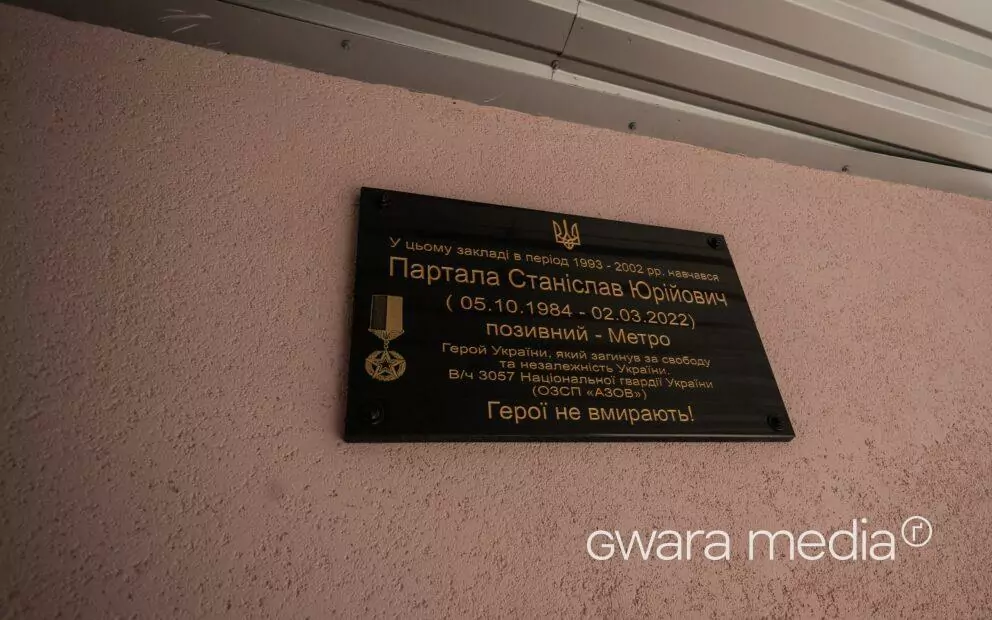 У цьому закладі в період 1993 - 2002 рр. навчався
Партала Станіслав Юрійович
( 05.10.1984 - 02.03.2022)
позивний - Метро
Герой України, який загинув за свободу
та незалежність України.
В/ч 3057 Національної гвардії України
(ОЗСП «АЗОВ»)
Герої не вмирають!
Gwara media ґ